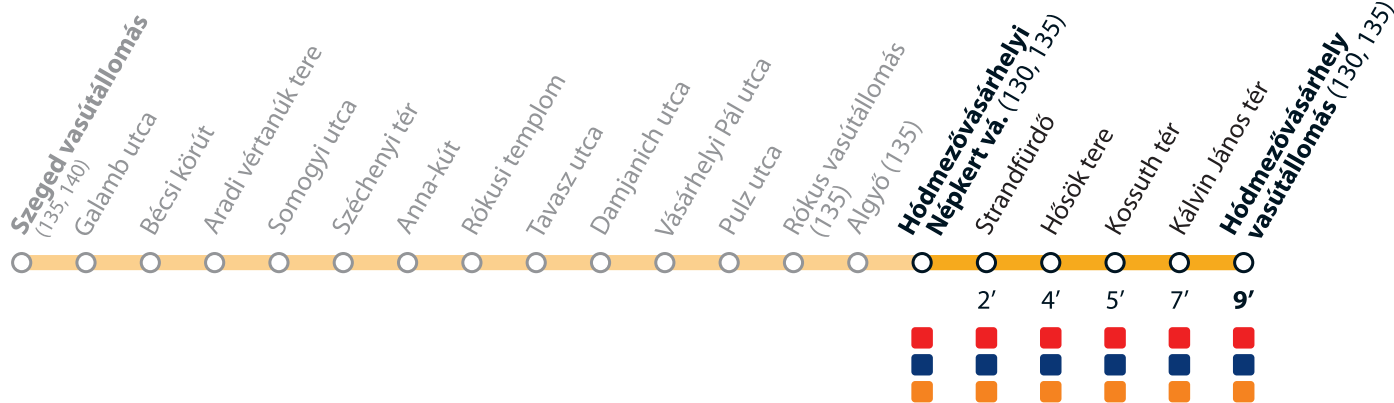 Szeged vasútállomás
(135, 140)
Galamb utca
Bécsi körút
Aradi vértanúk tere
Somogyi utca
Széchenyi tér
Anna-kút
Rókusi templom
Tavasz utca
Damjanich utca
Vásárhelyi Pál utca
Pulz utca
Rókus vasútállomás
(135)
Algyő (135)
Hódmezővásárhelyi
Népkert vá. (130, 135)
Strandfürdő
Hősök tere
Kossuth tér
Kálvin János tér
Hódmezővásárhely
vasútállomás (130, 135)
2’ 4’ 5’ 7’ 9’